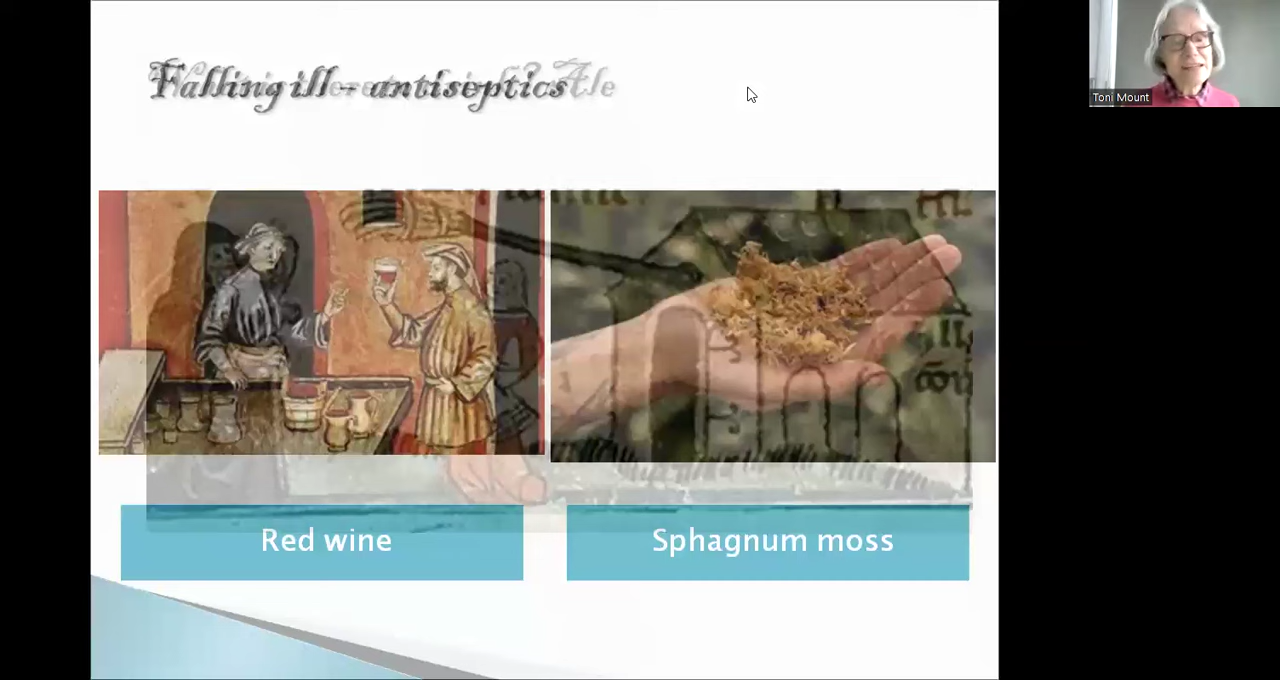 Falling ill – antiseptics
Toni Mount
Red wine
Sphagnum moss